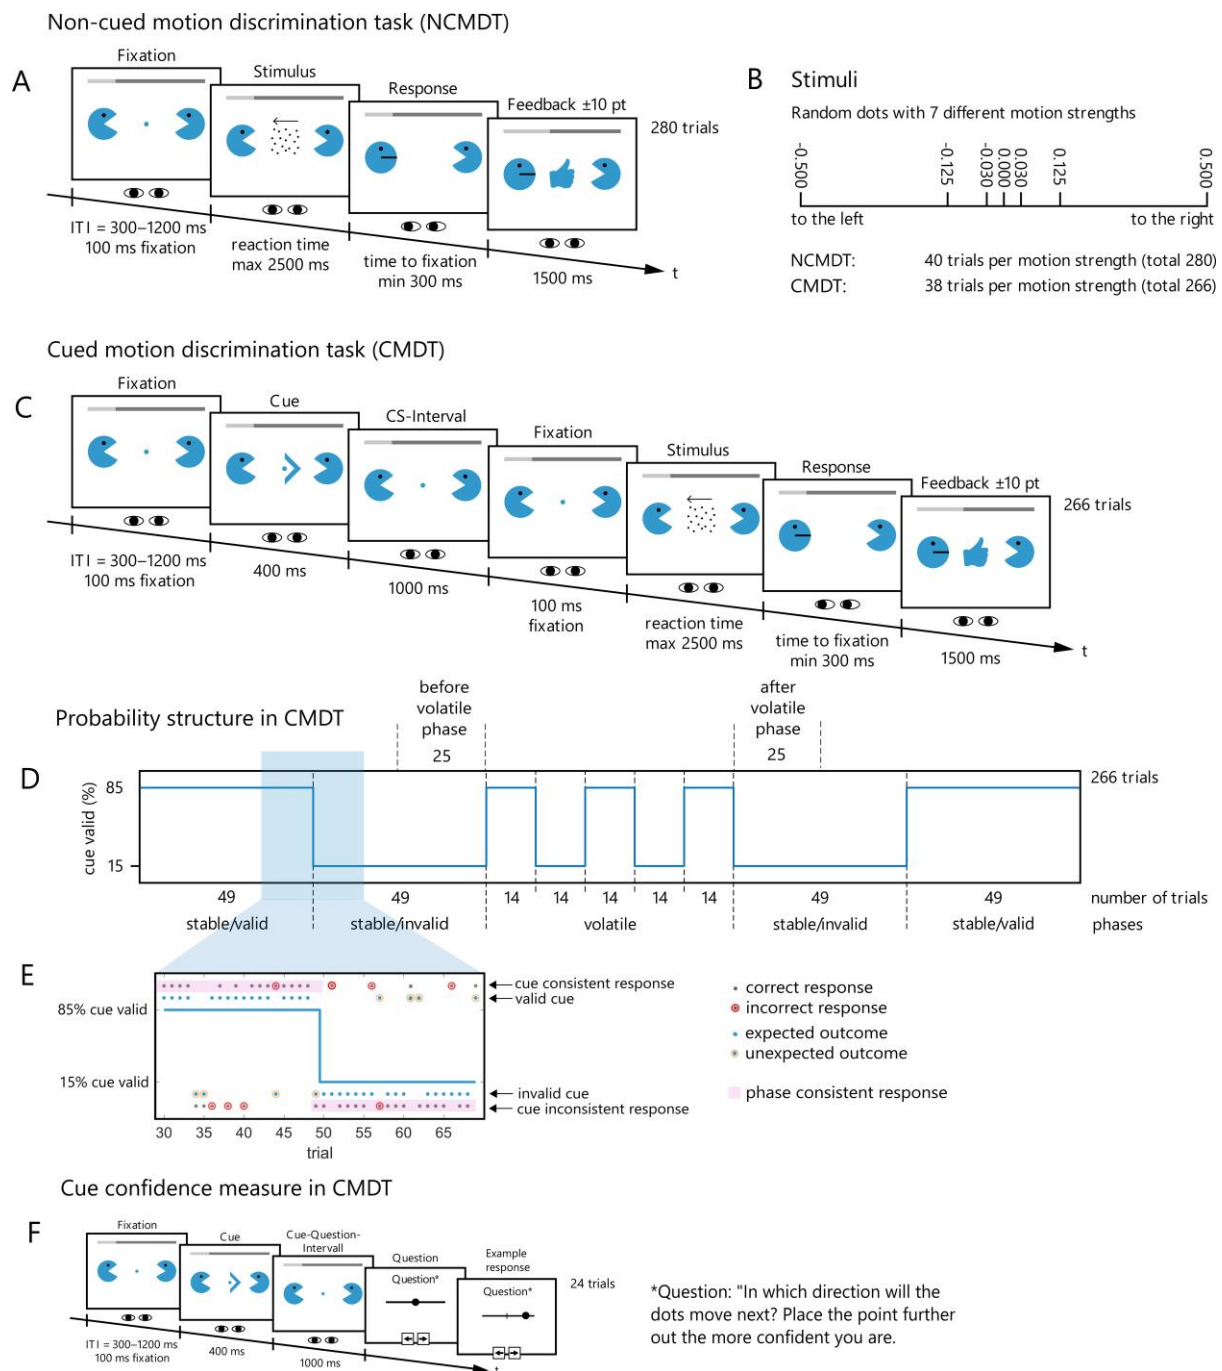 Non-cued motion discrimination task (NCMDT)
A
Fixation
Stimulus
Response
Feedback ±10 pt
280 trials
ITI = 300–1200 ms
100 ms fixation
reaction time
max 2500 ms
time to fixation
min 300 ms
1500 ms
t
B
Stimuli
Random dots with 7 different motion strengths
-0.500
-0.125
-0.030
0.000
0.030
0.125
0.500
to the left
to the right
NCMDT: 40 trials per motion strength (total 280)
CMDT: 38 trials per motion strength (total 266)
Cued motion discrimination task (CMDT)
C
Fixation
Cue
CS-Interval
Fixation
Stimulus
Response
Feedback ±10 pt
266 trials
ITI = 300–1200 ms
100 ms fixation
400 ms
1000 ms
100 ms
fixation
reaction time
max 2500 ms
time to fixation
min 300 ms
1500 ms
t
Probability structure in CMDT
before
volatile
phase
25
after
volatile
phase
25
D
cue valid (%)
85
15
266 trials
49 49 14 14 14 14 14 49 49 number of trials
stable/valid stable/invalid volatile stable/invalid stable/valid phases
E
85% cue valid
15% cue valid
cue consistent response
valid cue
invalid cue
cue inconsistent response
30 35 40 45 50 55 60 65
trial
correct response
incorrect response
expected outcome
unexpected outcome
phase consistent response
Cue confidence measure in CMDT
F
Fixation
Cue
Cue-Question-
Intervall
Question
Question*
Example
response
Question*
24 trials
ITI = 300–1200 ms
100 ms fixation
400 ms
1000 ms
t
*Question: "In which direction will the
dots move next? Place the point further
out the more confident you are.